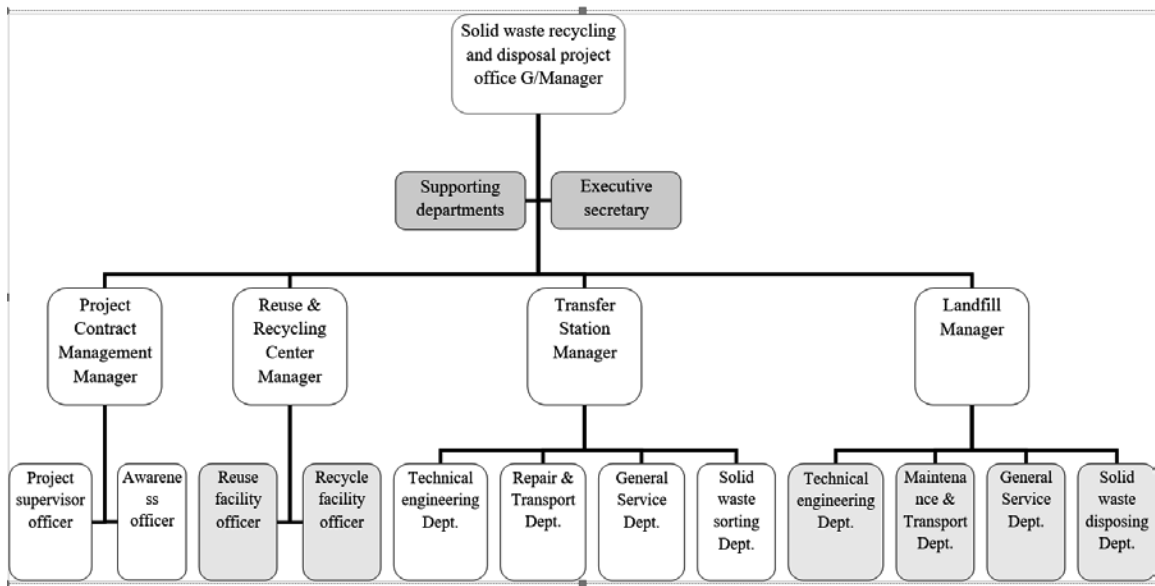 Solid waste recycling
and disposal project
office G/Manager
Supporting
departments
Executive
secretary
Project
Contract
Management
Manager
Reuse &
Recycling
Center
Manager
Transfer
Station
Manager
Landfill
Manager
Project
supervisor
officer
Awarene
ss
officer
Reuse
facility
officer
Recycle
facility
officer
Technical
engineering
Dept.
Repair &
Transport
Dept.
General
Service
Dept.
Solid
waste
sorting
Dept.
Technical
engineering
Dept.
Maintena
nce &
Transport
Dept.
General
Service
Dept.
Solid
waste
disposing
Dept.